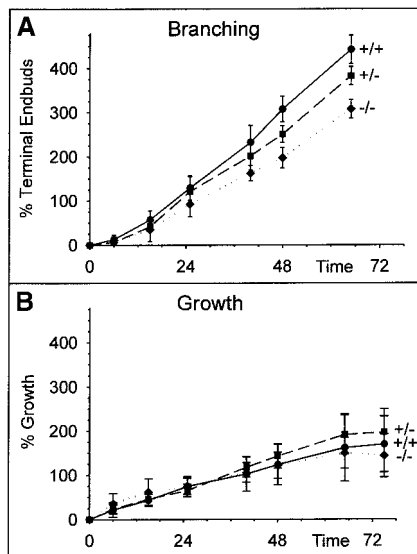 A Branching
400
300
200
100
0
% Terminal Endbuds
+/+
+/-
-/-
0 24 48 Time 72
B Growth
400
300
200
100
0
% Growth
+/-
+/+
-/-
0 24 48 Time 72